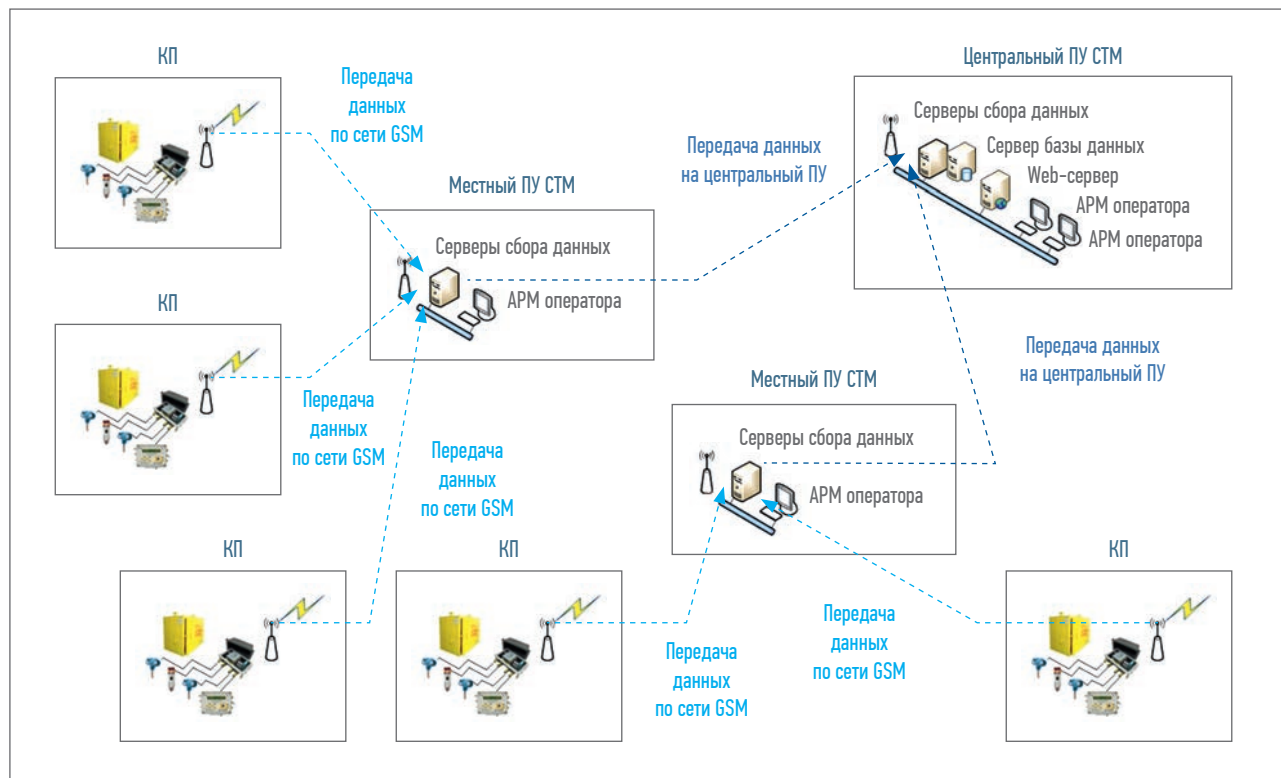 КП
Передача
данных
по сети GSM
Центральный ПУ СТМ
Серверы сбора данных
Сервер базы данных
Web-сервер
АРМ оператора
АРМ оператора
Передача данных
на центральный ПУ
Местный ПУ СТМ
Серверы сбора данных
АРМ оператора
КП
Передача
данных
по сети GSM
Передача
данных
по сети GSM
Передача данных
на центральный ПУ
Местный ПУ СТМ
Серверы сбора данных
АРМ оператора
КП
КП
Передача
данных
по сети GSM
Передача
данных
по сети GSM
КП